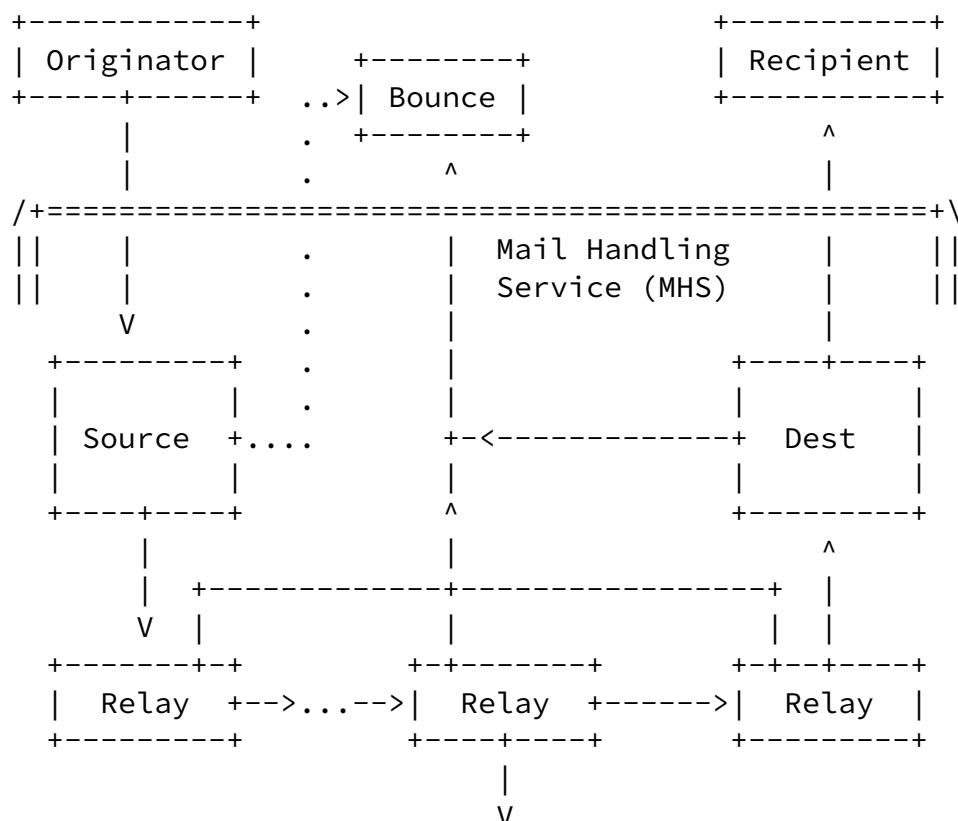 Originator
Recipient
Bounce
Mail Handling
Service (MHS)
Source
Dest
Relay
Relay
Relay